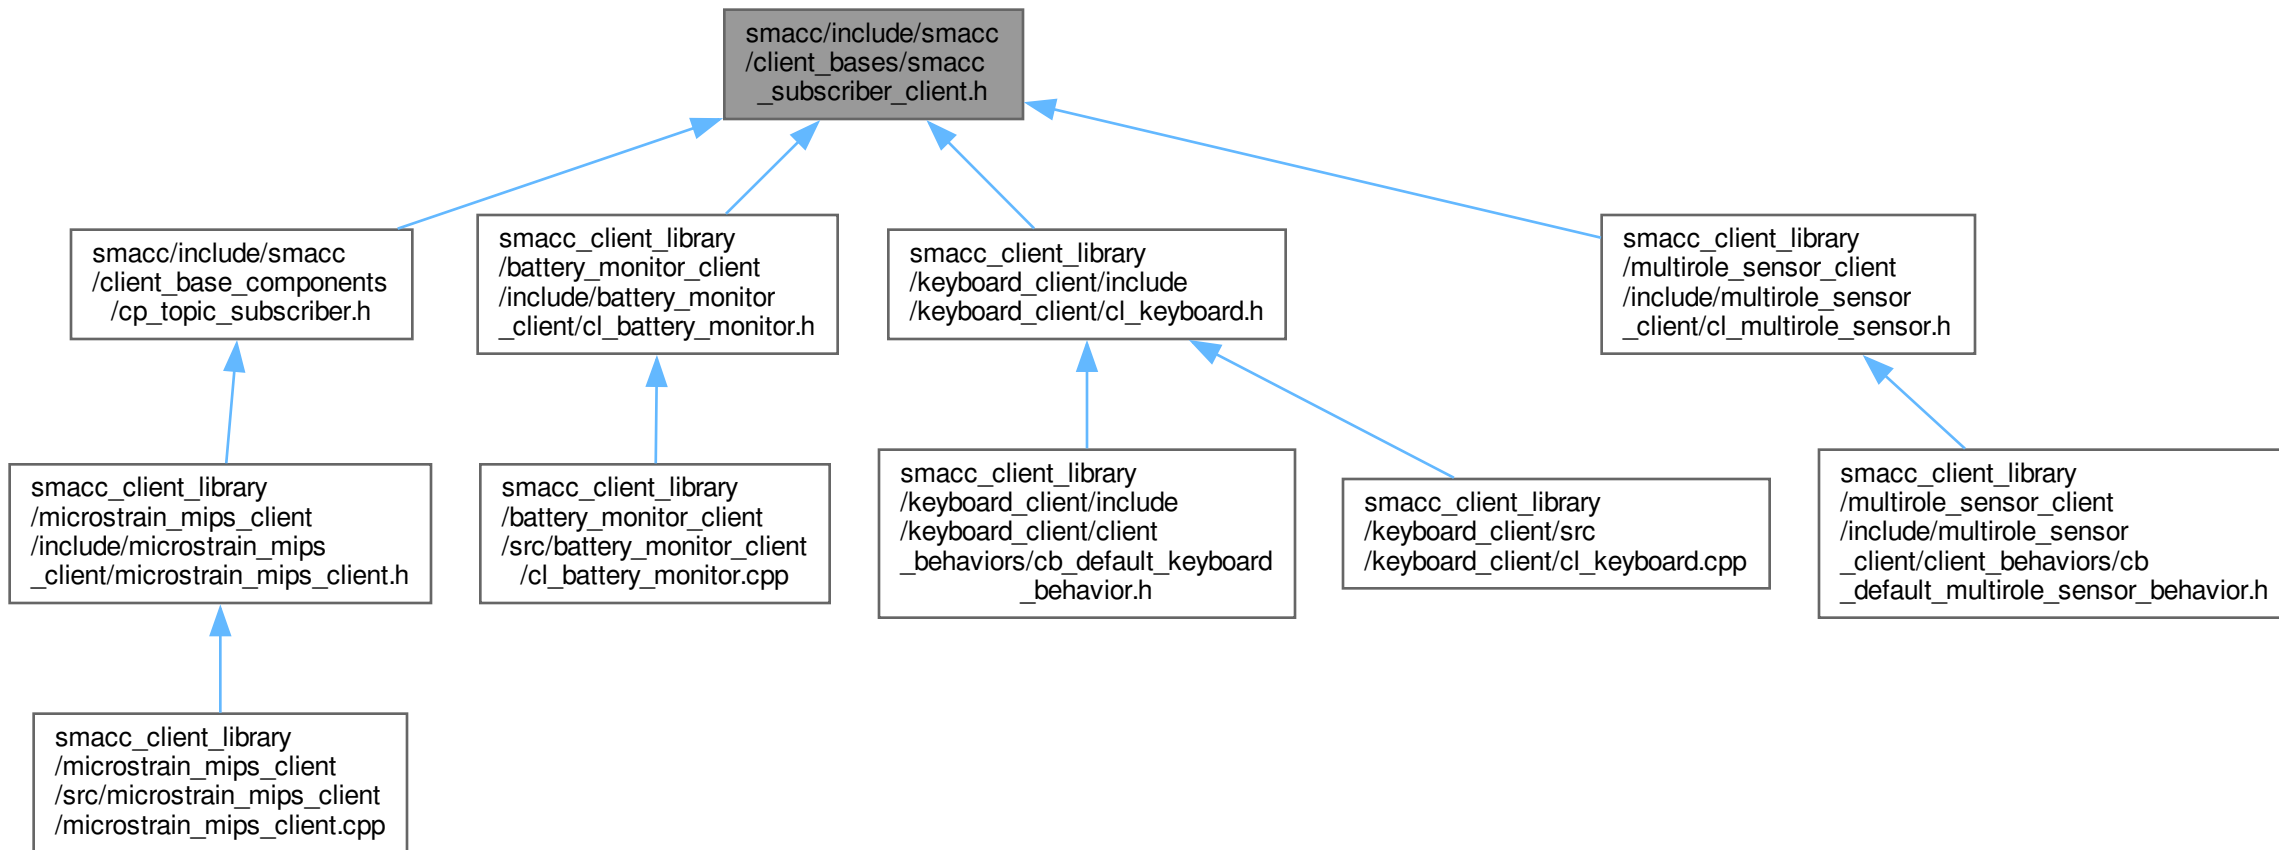 smacc/include/smacc
/client_bases/smacc
_subscriber_client.h
smacc/include/smacc
/client_base_components
/cp_topic_subscriber.h
smacc_client_library
/battery_monitor_client
/include/battery_monitor
_client/cl_battery_monitor.h
smacc_client_library
/keyboard_client/include
/keyboard_client/cl_keyboard.h
smacc_client_library
/multirole_sensor_client
/include/multirole_sensor
_client/cl_multirole_sensor.h
smacc_client_library
/microstrain_mips_client
/include/microstrain_mips
_client/microstrain_mips_client.h
smacc_client_library
/battery_monitor_client
/src/battery_monitor_client
/cl_battery_monitor.cpp
smacc_client_library
/keyboard_client/include
/keyboard_client/client
_behaviors/cb_default_keyboard
_behavior.h
smacc_client_library
/keyboard_client/src
/keyboard_client/cl_keyboard.cpp
smacc_client_library
/multirole_sensor_client
/include/multirole_sensor
_client/client_behaviors/cb
_default_multirole_sensor_behavior.h
smacc_client_library
/microstrain_mips_client
/src/microstrain_mips_client
/microstrain_mips_client.cpp